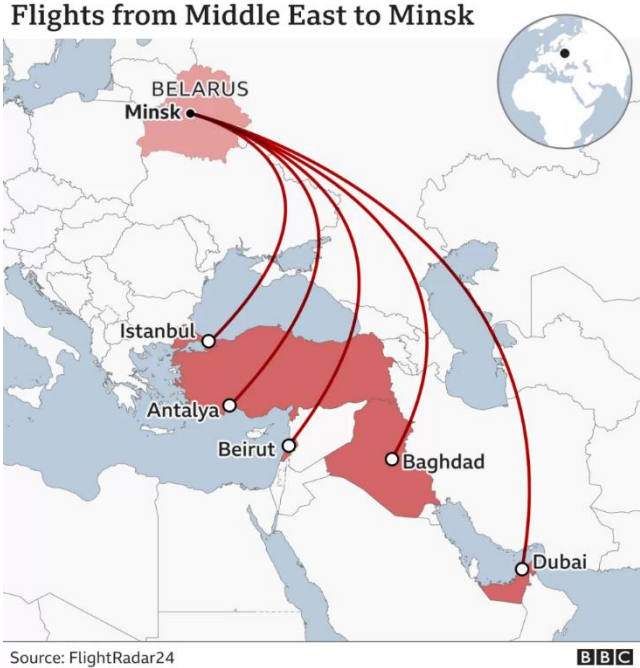 Flights from Middle East to Minsk
BELARUS
Minsk
Istanbul
Antalya
Beirut
Baghdad
Dubai
Source: FlightRadar24
BBC